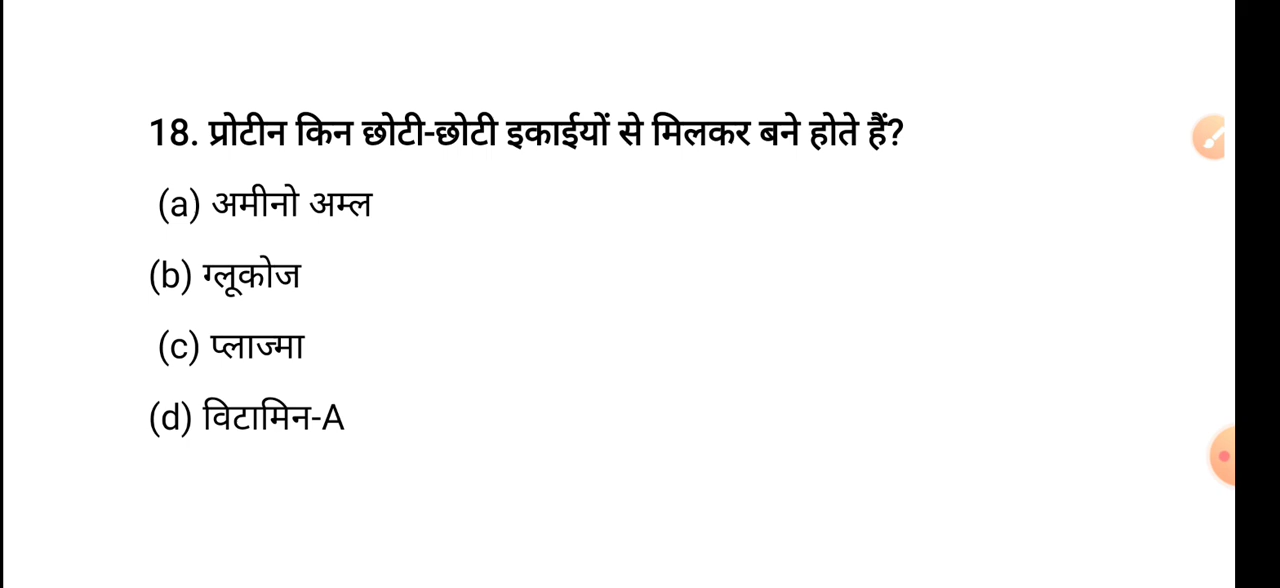 18. प्रोटीन किन छोटी-छोटी इकाईयों से मिलकर बने होते हैं?
(a) अमीनो अम्ल
(b) ग्लूकोज
(c) प्लाज्मा
(d) विटामिन-A